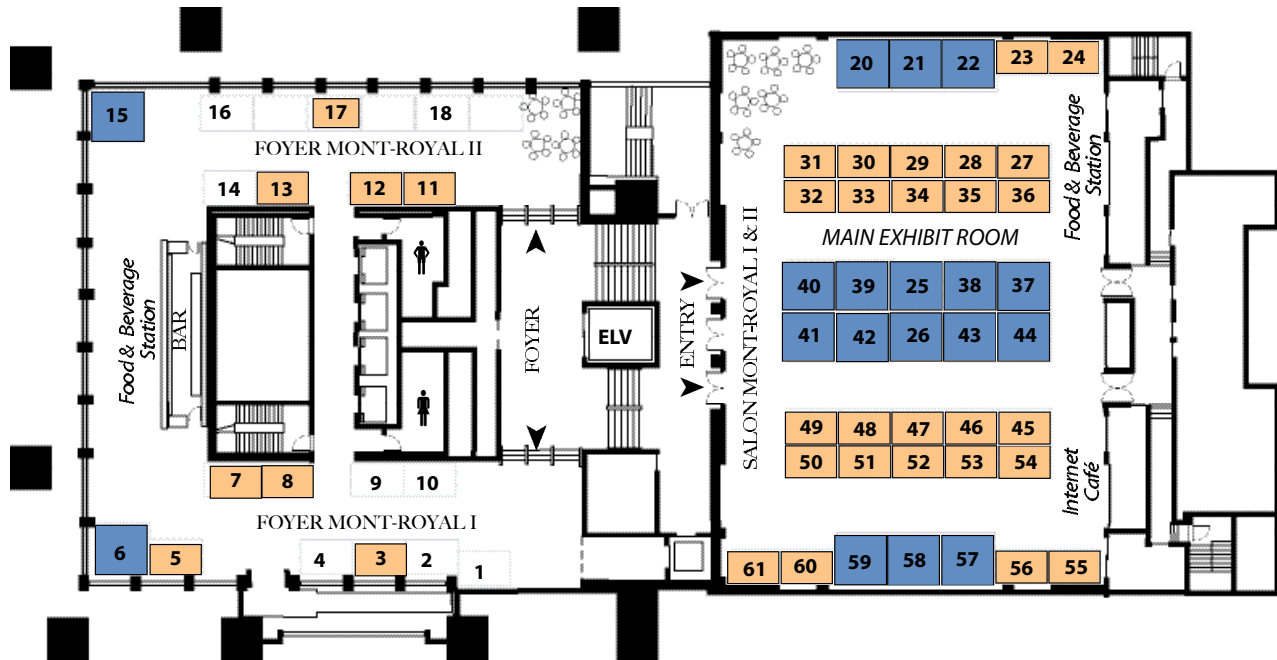 20 21 22 23 24
15
16 17 18
FOYER MONT-ROYAL II
14 13 12 11
31 30 29 28 27
32 33 34 35 36
Food & Beverage
Station
MAIN EXHIBIT ROOM
SALON MONT-ROYAL I & II
40 39 25 38 37
41 42 26 43 44
Food & Beverage
Station
BAR
FOYER
ELV
ENTRY
49 48 47 46 45
50 51 52 53 54
Internet
Café
7 8 9 10
FOYER MONT-ROYAL I
6 5 4 3 2 1
61 60 59 58 57 56 55